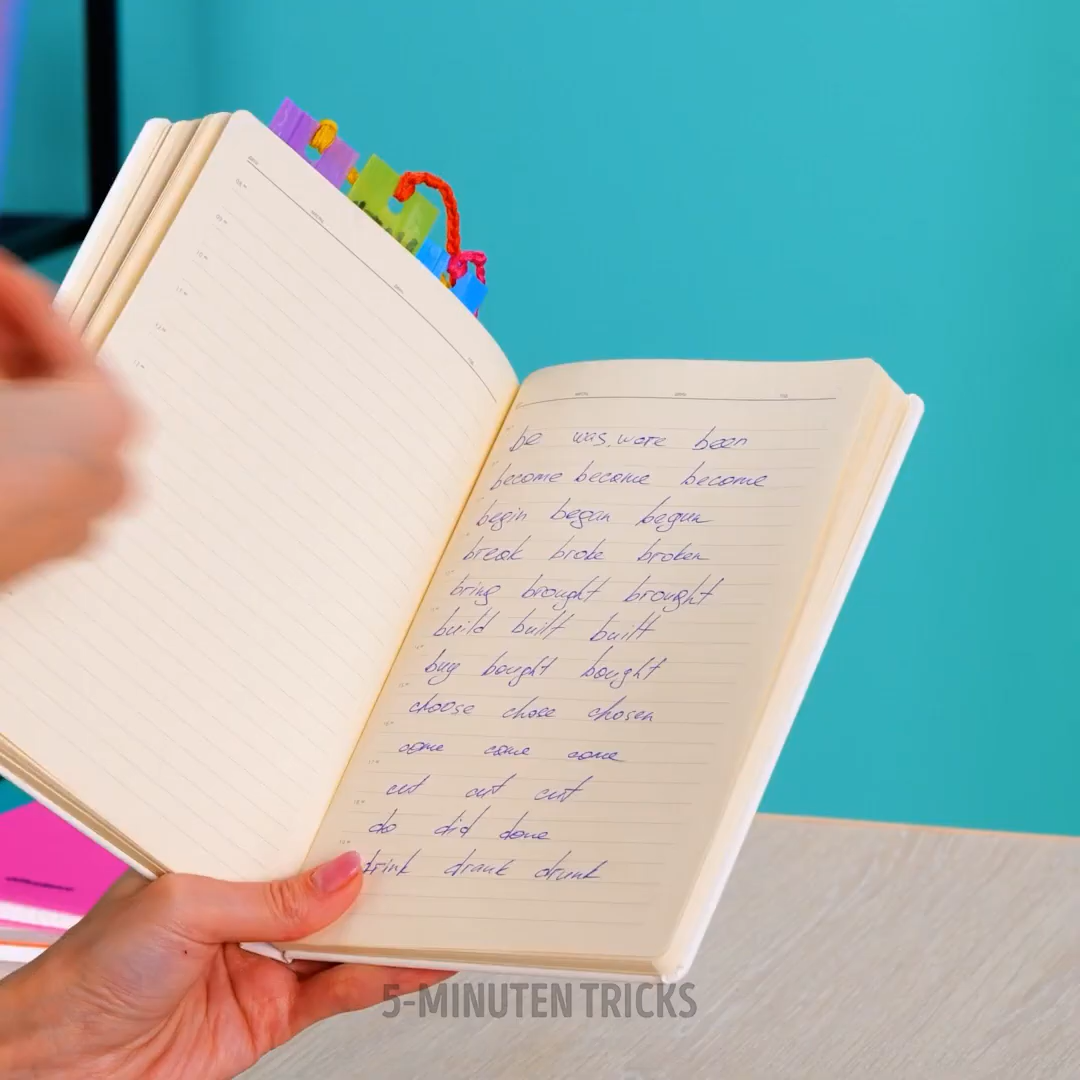 be was, were been
become became become
begin began begun
break broke broken
bring brought brought
build built built
buy bought bought
choose chose chosen
come came come
cut cut cut
do did done
drink drank drunk
5-MINUTEN TRICKS